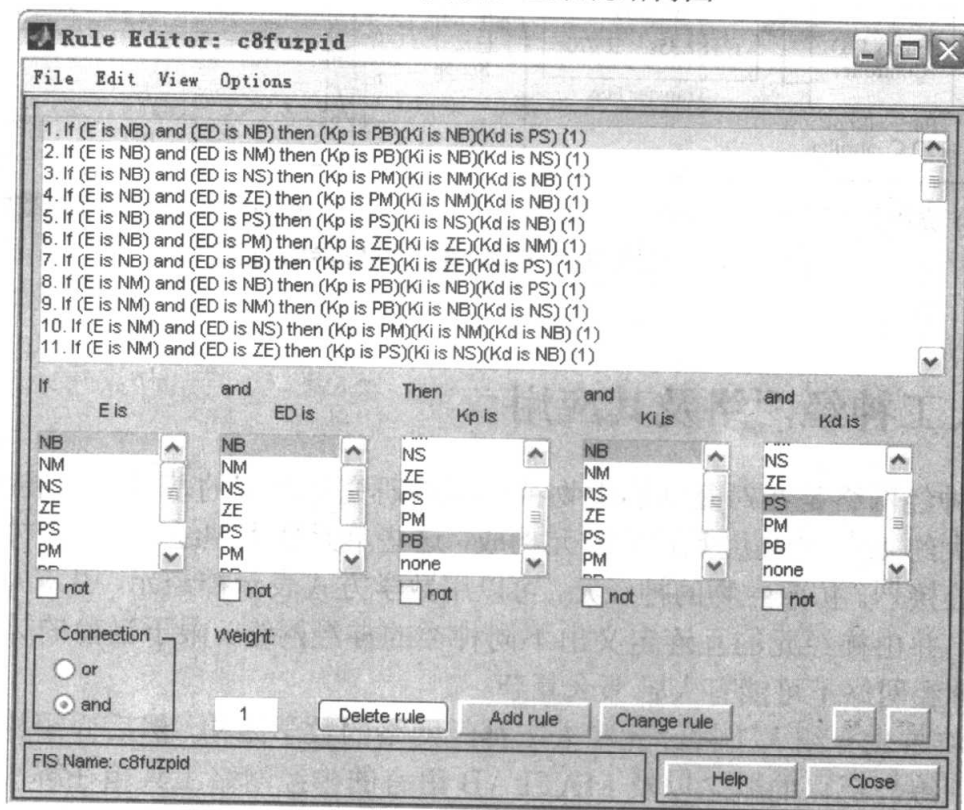 Rule Editor: c8fuzpid
File Edit View Options
1. If (E is NB) and (ED is NB) then (Kp is PB)(Ki is NB)(Kd is PS) (1)
2. If (E is NB) and (ED is NM) then (Kp is PB)(Ki is NB)(Kd is NS) (1)
3. If (E is NB) and (ED is NS) then (Kp is PM)(Ki is NM)(Kd is NB) (1)
4. If (E is NB) and (ED is ZE) then (Kp is PM)(Ki is NM)(Kd is NB) (1)
5. If (E is NB) and (ED is PS) then (Kp is PS)(Ki is NS)(Kd is NB) (1)
6. If (E is NB) and (ED is PM) then (Kp is ZE)(Ki is ZE)(Kd is NM) (1)
7. If (E is NB) and (ED is PB) then (Kp is ZE)(Ki is ZE)(Kd is PS) (1)
8. If (E is NM) and (ED is NB) then (Kp is PB)(Ki is NB)(Kd is PS) (1)
9. If (E is NM) and (ED is NM) then (Kp is PB)(Ki is NB)(Kd is NS) (1)
10. If (E is NM) and (ED is NS) then (Kp is PM)(Ki is NM)(Kd is NB) (1)
11. If (E is NM) and (ED is ZE) then (Kp is PS)(Ki is NS)(Kd is NB) (1)
If
E is
NB
NM
NS
ZE
PS
PM
not
and
ED is
NB
NM
NS
ZE
PS
PM
not
Then
Kp is
NS
ZE
PS
PM
PB
none
not
and
Ki is
NB
NM
NS
ZE
PS
PM
not
and
Kd is
NS
ZE
PS
PM
PB
none
not
Connection
or
and
Weight:
1
Delete rule Add rule Change rule
FIS Name: c8fuzpid
Help Close